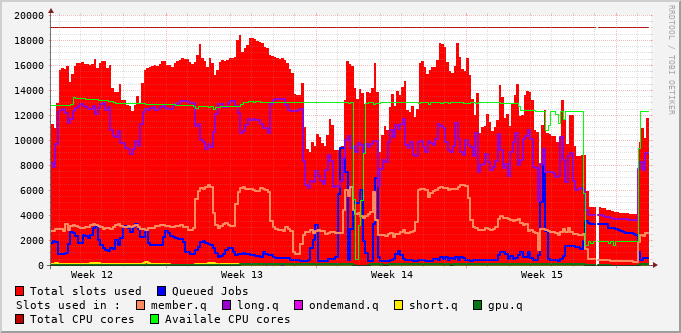 20000
18000
16000
14000
12000
10000
8000
6000
4000
2000
0
Week 12 Week 13 Week 14 Week 15
Total slots used Queued Jobs
Slots used in : member.q long.q ondemand.q short.q gpu.q
Total CPU cores Availale CPU cores
RRDTOOL / TOBI OETIKER